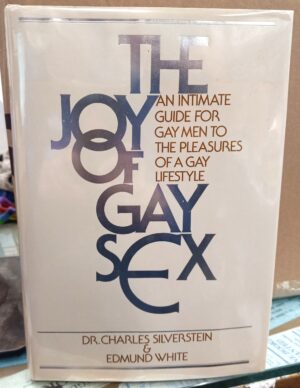 THE
JOY
OF
GAY
SEX
AN INTIMATE
GUIDE FOR
GAY MEN TO
THE PLEASURES
OF A GAY
LIFESTYLE
DR. CHARLES SILVERSTEIN
&
EDMUND WHITE